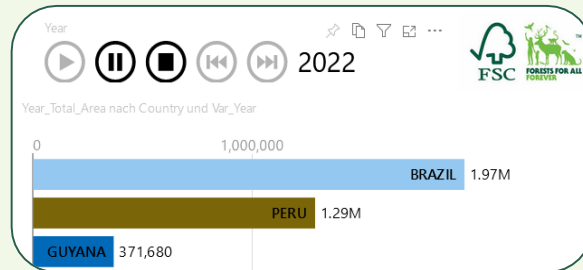 Year
2022
FSC
™
FORESTS FOR ALL
FOREVER
Year_Total_Area nach Country und Var_Year
0 1,000,000
BRAZIL 1.97M
PERU 1.29M
GUYANA 371,680